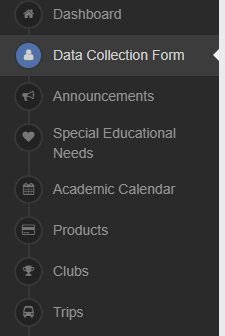 Dashboard
Data Collection Form
Announcements
Special Educational
Needs
Academic Calendar
Products
Clubs
Trips